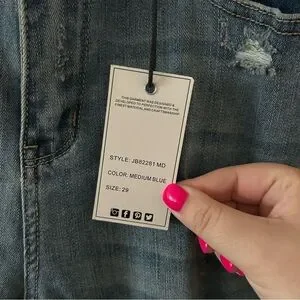 THIS GARMENT WAS DESIGNED &
DEVELOPED TO PERFECTION WITH THE
FINEST MATERIAL AND CRAFTSMANSHIP
STYLE: JB82281 MD
COLOR: MEDIUM BLUE
SIZE: 29